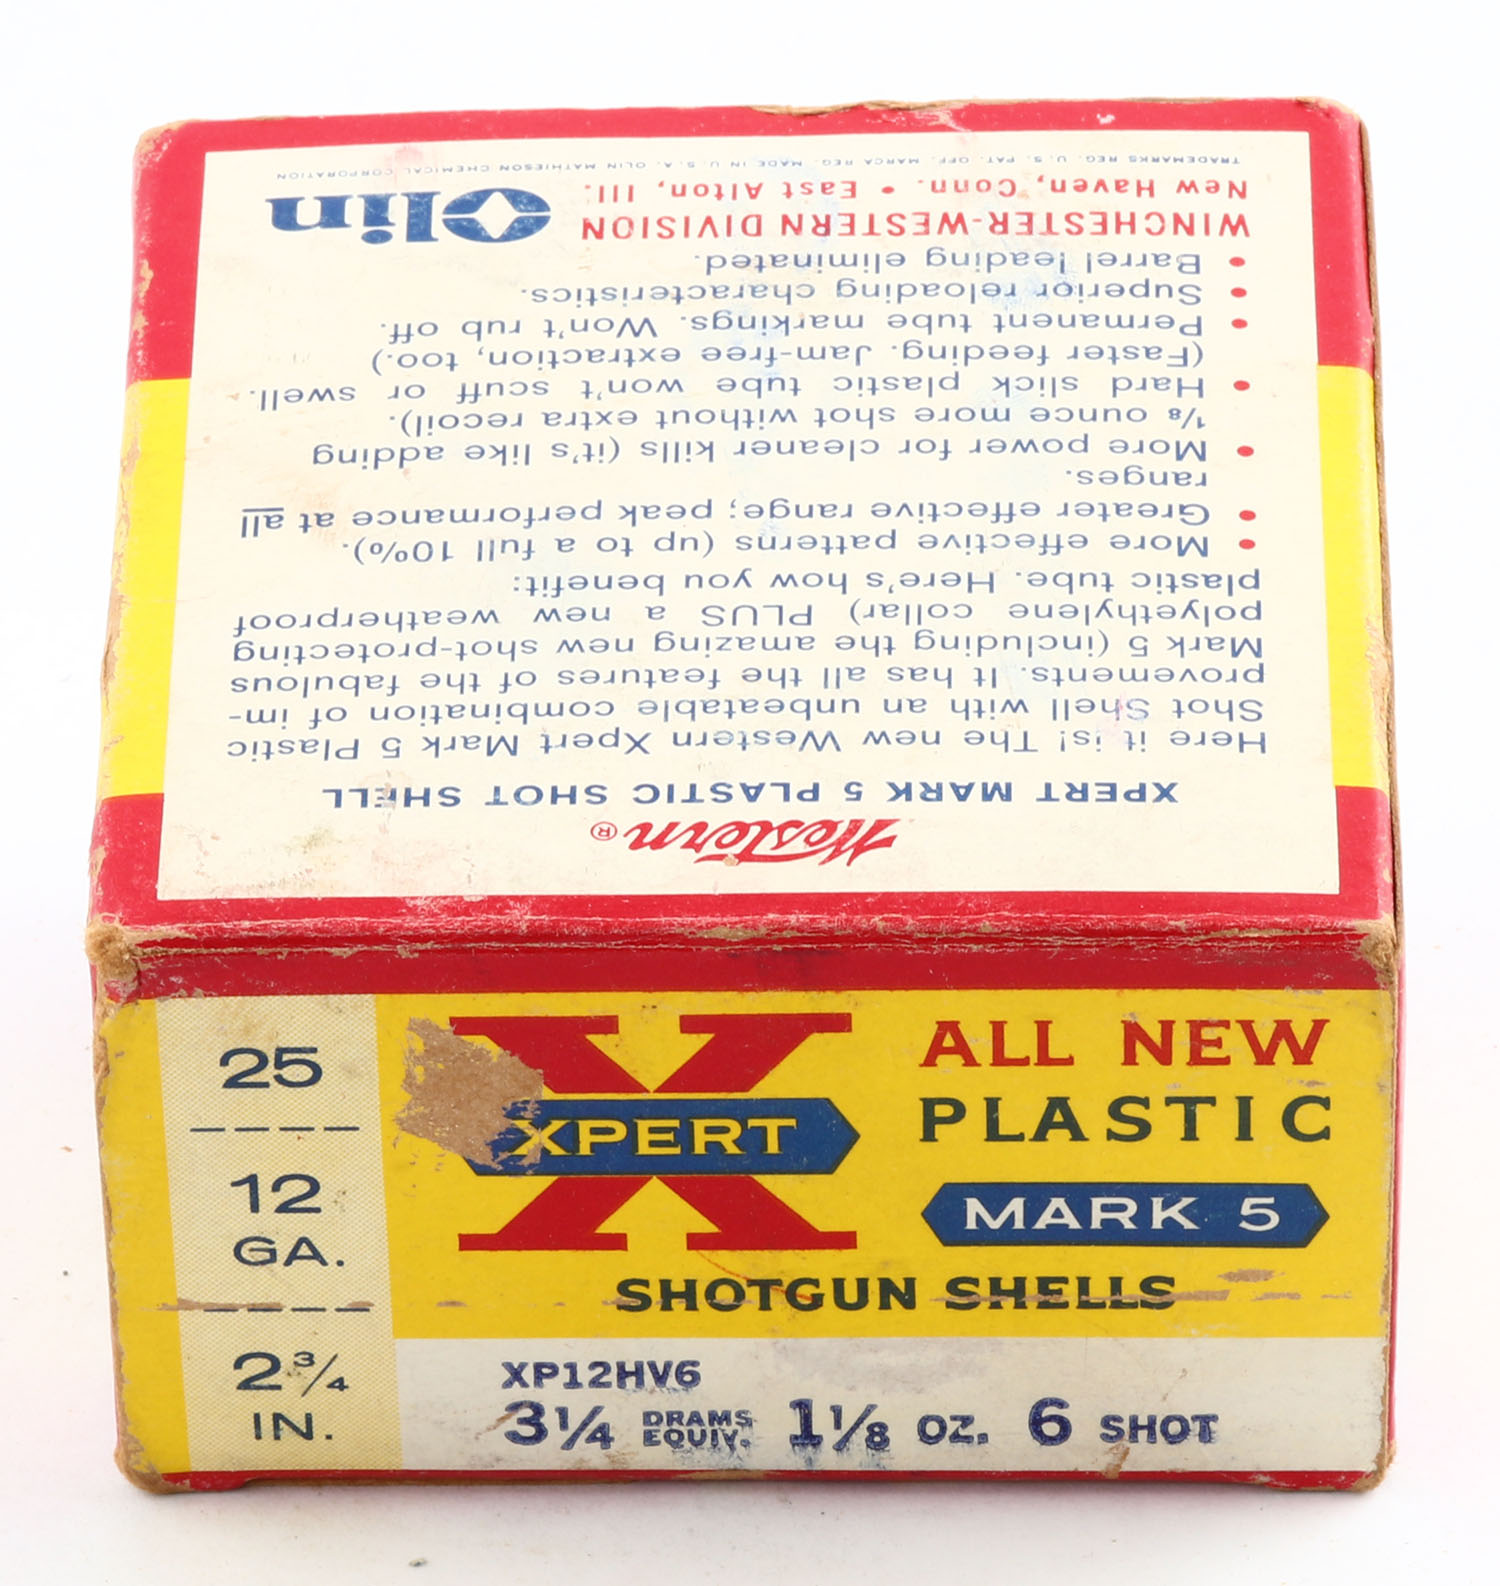 Western ®
XPERT MARK 5 PLASTIC SHOT SHELL
Here it is! The new Western Xpert Mark 5 Plastic
Shot Shell with an unbeatable combination of im-
provements. It has all the features of the fabulous
Mark 5 (including the amazing new shot-protecting
polyethylene collar) PLUS a new weatherproof
plastic tube. Here's how you benefit:
• More effective patterns (up to a full 10%).
• Greater effective range; peak performance at all
ranges.
• More power for cleaner kills (it's like adding
1/8 ounce more shot without extra recoil).
• Hard slick plastic tube won't scuff or swell.
(Faster feeding. Jam-free extraction, too.)
• Permanent tube markings. Won't rub off.
• Superior reloading characteristics.
• Barrel leading eliminated.
WINCHESTER-WESTERN DIVISION
New Haven, Conn. • East Alton, Ill.
Olin
TRADEMARKS REG. U. S. PAT. OFF. MARCA REG. MADE IN U. S. A. OLIN MATHIESON CHEMICAL CORPORATION
25
12
GA.
2 3/4
IN.
X
XPERT
ALL NEW
PLASTIC
MARK 5
SHOTGUN SHELLS
XP12HV6
3 1/4 DRAMS EQUIV. 1 1/8 OZ. 6 SHOT